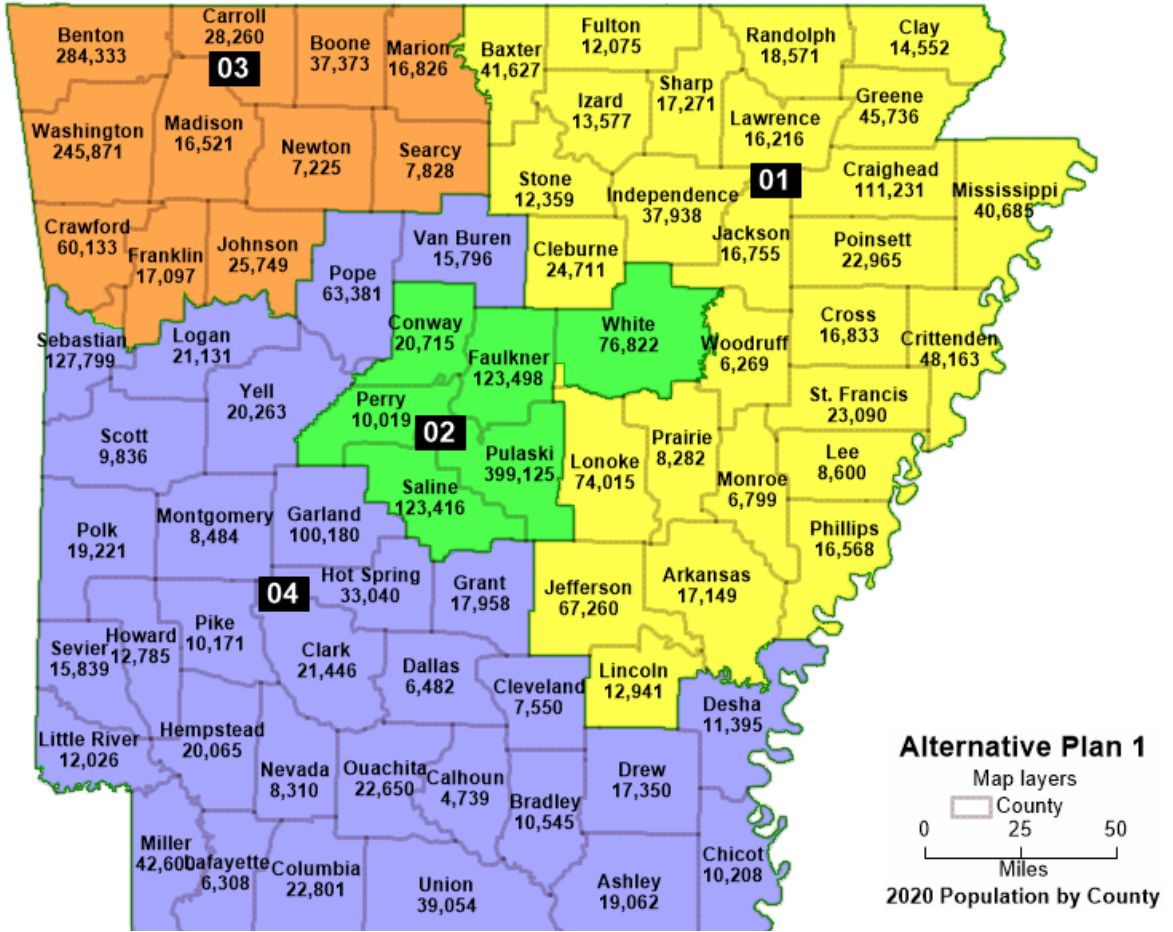 Carroll
28,260
Benton
284,333
Boone
37,373
Marion
16,826
03
Washington
245,871
Madison
16,521
Newton
7,225
Searcy
7,828
Crawford
60,133
Franklin
17,097
Johnson
25,749
Baxter
41,627
Fulton
12,075
Randolph
18,571
Clay
14,552
Izard
13,577
Sharp
17,271
Greene
45,736
Lawrence
16,216
01
Craighead
111,231
Mississippi
40,685
Stone
12,359
Independence
37,938
Jackson
16,755
Poinsett
22,965
Cleburne
24,711
Cross
16,833
Crittenden
48,163
Woodruff
6,269
St. Francis
23,090
Lee
8,600
Prairie
8,282
Lonoke
74,015
Monroe
6,799
Phillips
16,568
Arkansas
17,149
Jefferson
67,260
Lincoln
12,941
Conway
20,715
White
76,822
Faulkner
123,498
Perry
10,019
02
Pulaski
399,125
Saline
123,416
Van Buren
15,796
Pope
63,381
Sebastian
127,799
Logan
21,131
Yell
20,263
Scott
9,836
Polk
19,221
Montgomery
8,484
Garland
100,180
Hot Spring
33,040
Grant
17,958
04
Sevier
15,839
Howard
12,785
Pike
10,171
Clark
21,446
Dallas
6,482
Cleveland
7,550
Desha
11,395
Little River
12,026
Hempstead
20,065
Nevada
8,310
Ouachita
22,650
Calhoun
4,739
Bradley
10,545
Drew
17,350
Miller
42,600
Lafayette
6,308
Columbia
22,801
Union
39,054
Ashley
19,062
Chicot
10,208
Alternative Plan 1
Map layers
County
0 25 50
Miles
2020 Population by County